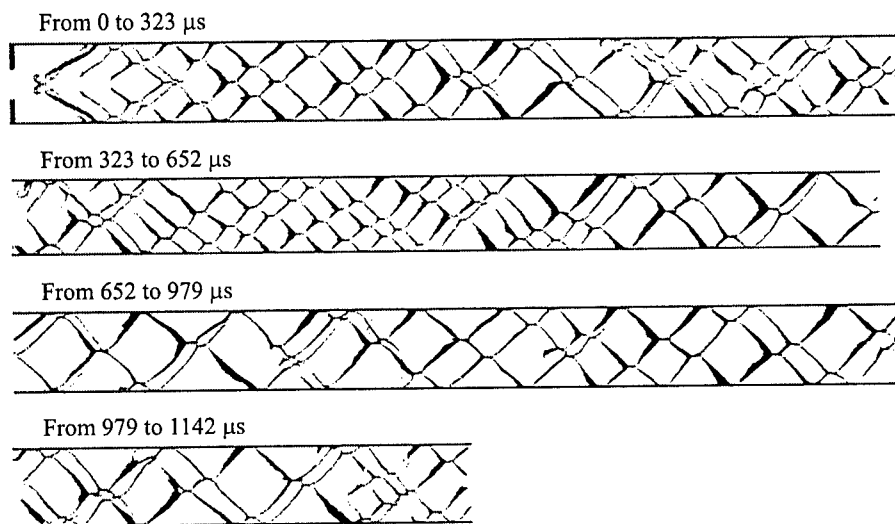 From 0 to 323 μs
From 323 to 652 μs
From 652 to 979 μs
From 979 to 1142 μs